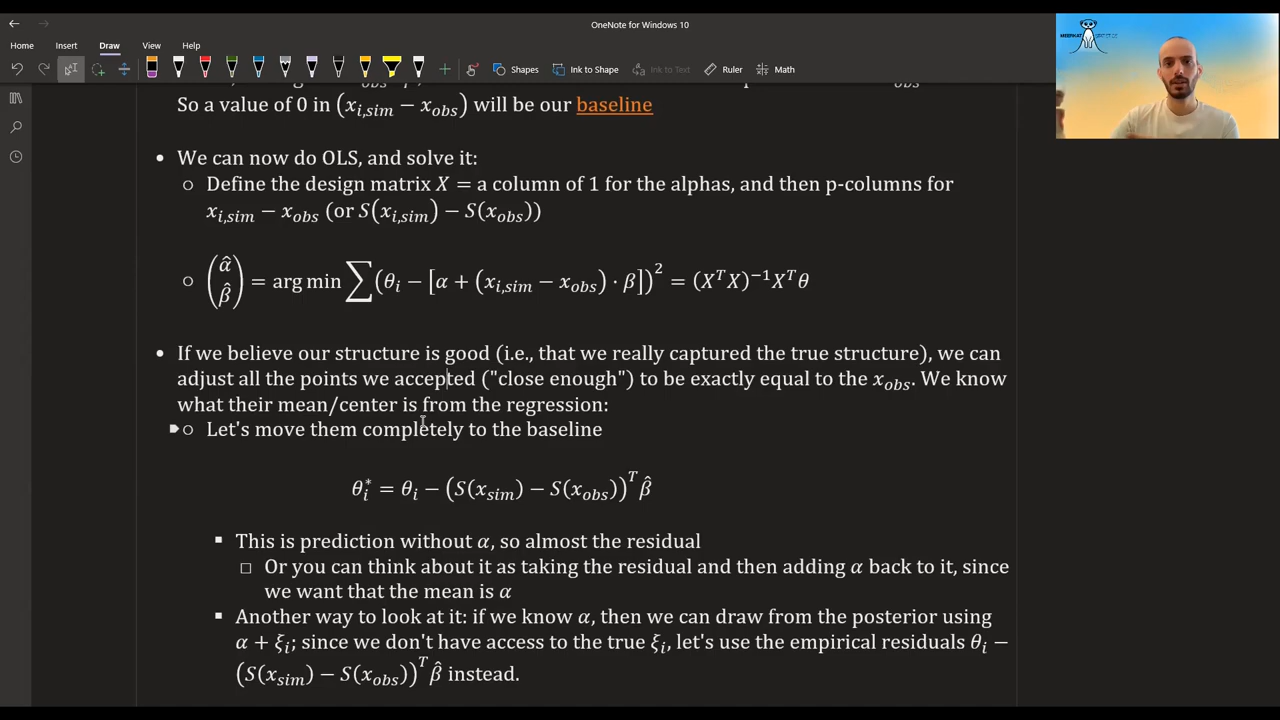 OneNote for Windows 10
Home Insert Draw View Help
Shapes Ink to Shape Ink to Text Ruler Math
So a value of 0 in (x_{i,sim} − x_{obs}) will be our baseline
• We can now do OLS, and solve it:
○ Define the design matrix X = a column of 1 for the alphas, and then p-columns for
x_{i,sim} − x_{obs} (or S(x_{i,sim}) − S(x_{obs}))
○ (α̂ β̂) = arg min ∑(θ_i − [α + (x_{i,sim} − x_{obs}) · β])² = (X^T X)^{−1} X^T θ
• If we believe our structure is good (i.e., that we really captured the true structure), we can
adjust all the points we accepted ("close enough") to be exactly equal to the x_{obs}. We know
what their mean/center is from the regression:
○ Let's move them completely to the baseline
θ_i^* = θ_i − (S(x_{sim}) − S(x_{obs}))^T β̂
▪ This is prediction without α, so almost the residual
□ Or you can think about it as taking the residual and then adding α back to it, since
we want that the mean is α
▪ Another way to look at it: if we know α, then we can draw from the posterior using
α + ξ_i; since we don't have access to the true ξ_i, let's use the empirical residuals θ_i −
(S(x_{sim}) − S(x_{obs}))^T β̂ instead.